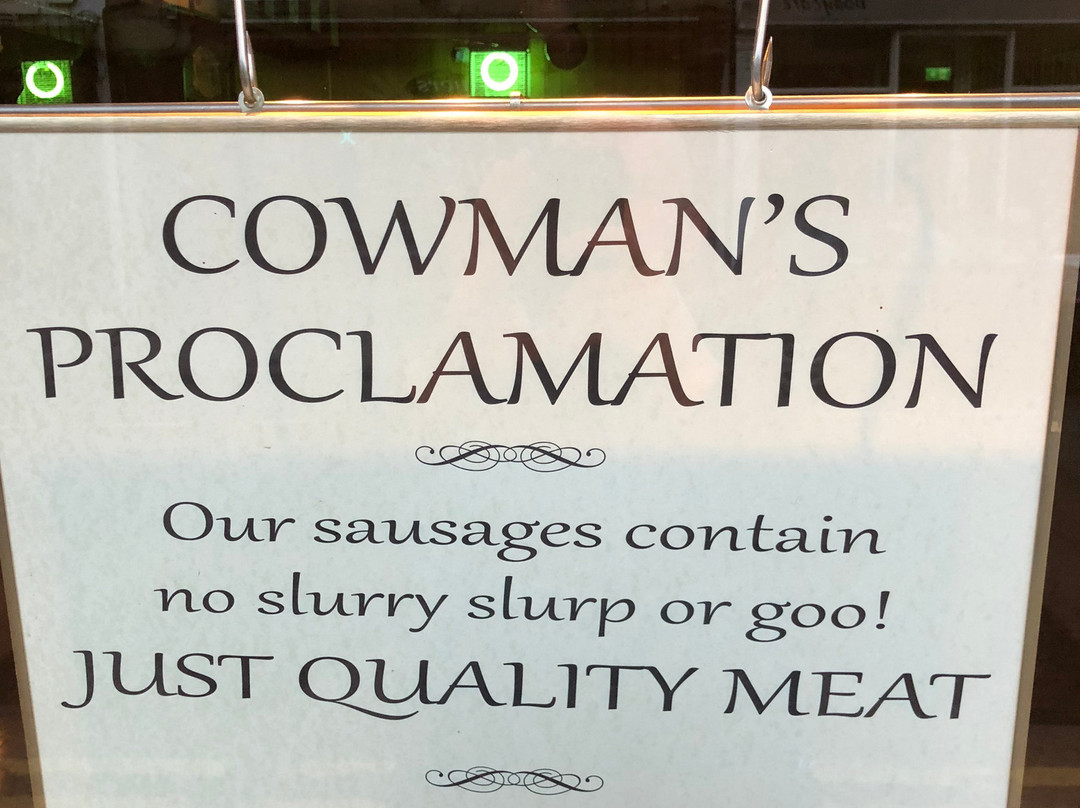 COWMAN'S
PROCLAMATION
Our sausages contain
no slurry slurp or goo!
JUST QUALITY MEAT